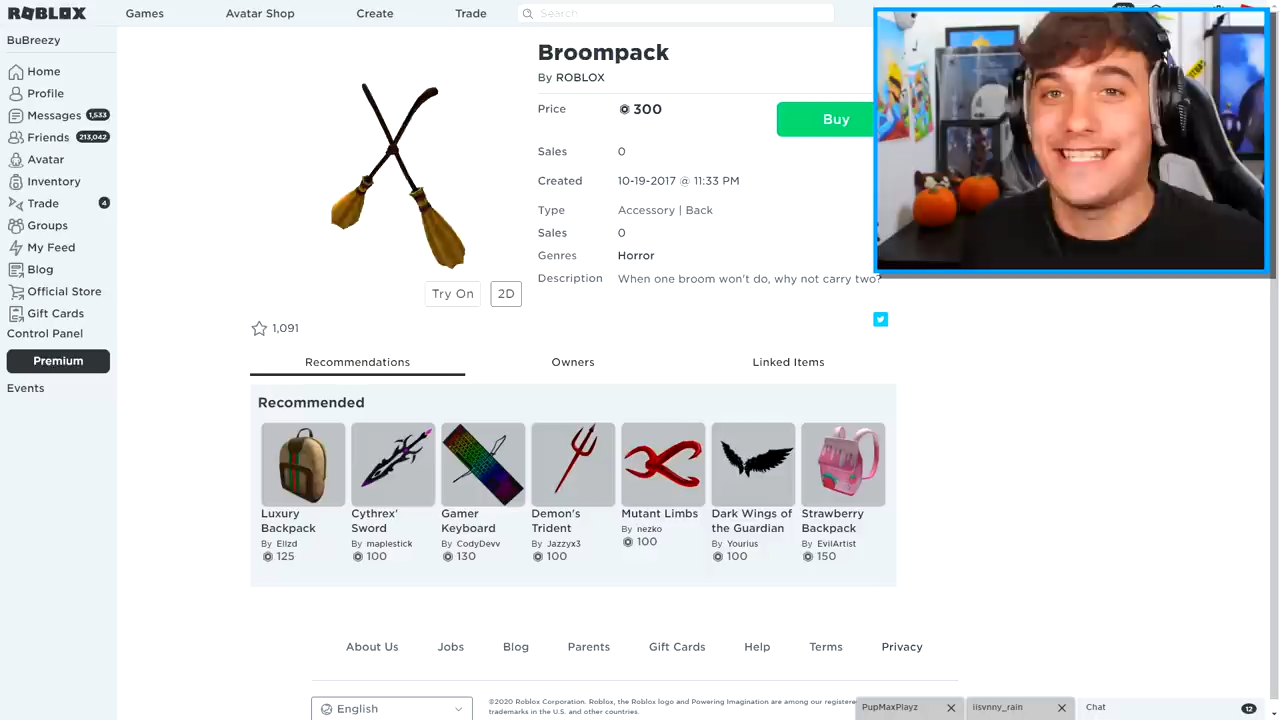 ROBLOX
Games
Avatar Shop
Create
Trade
Search
BuBreezy
Home
Profile
Messages 1,533
Friends 213,042
Avatar
Inventory
Trade 4
Groups
My Feed
Blog
Official Store
Gift Cards
Control Panel
Premium
Events
Broompack
By ROBLOX
Price 300
Buy
Sales 0
Created 10-19-2017 @ 11:33 PM
Type Accessory | Back
Sales 0
Genres Horror
Description When one broom won't do, why not carry two?
Try On 2D
1,091
Recommendations
Owners
Linked Items
Recommended
Luxury
Backpack
By Ellzd
125
Cythrex'
Sword
By maplestick
100
Gamer
Keyboard
By CodyDevv
130
Demon's
Trident
By Jazzyx3
100
Mutant Limbs
By nezko
100
Dark Wings of
the Guardian
By Yourius
100
Strawberry
Backpack
By EvilArtist
150
About Us
Jobs
Blog
Parents
Gift Cards
Help
Terms
Privacy
English
©2020 Roblox Corporation. Roblox, the Roblox logo and Powering Imagination are among our registere
trademarks in the U.S. and other countries.
PupMaxPlayz
iisvnny_rain
Chat 12